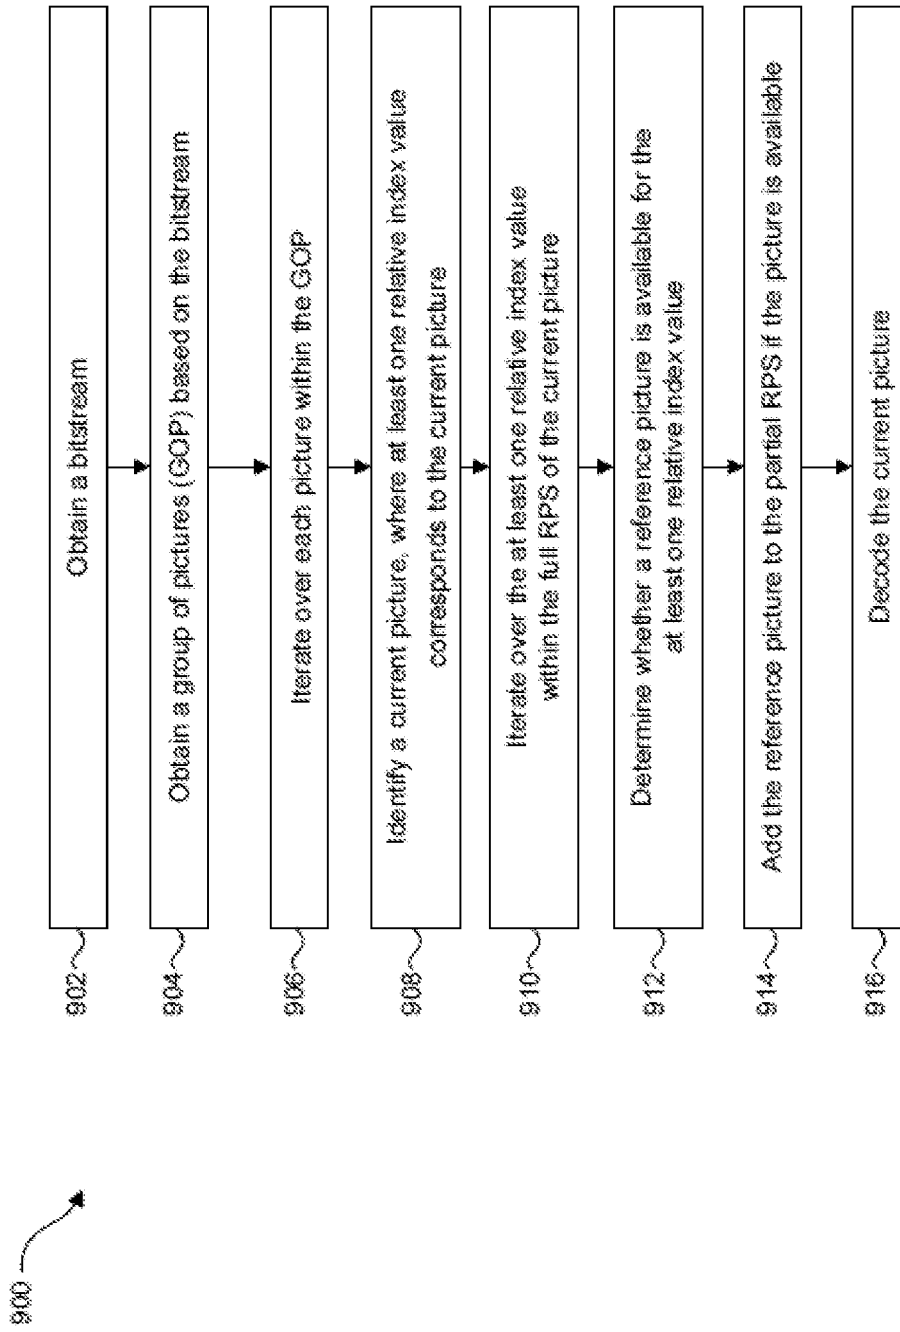 900
902
Obtain a bitstream
904
Obtain a group of pictures (GOP) based on the bitstream
906
Iterate over each picture within the GOP
908
Identify a current picture, where at least one relative index value
corresponds to the current picture
910
Iterate over the at least one relative index value
within the full RPS of the current picture
912
Determine whether a reference picture is available for the
at least one relative index value
914
Add the reference picture to the partial RPS if the picture is available
916
Decode the current picture